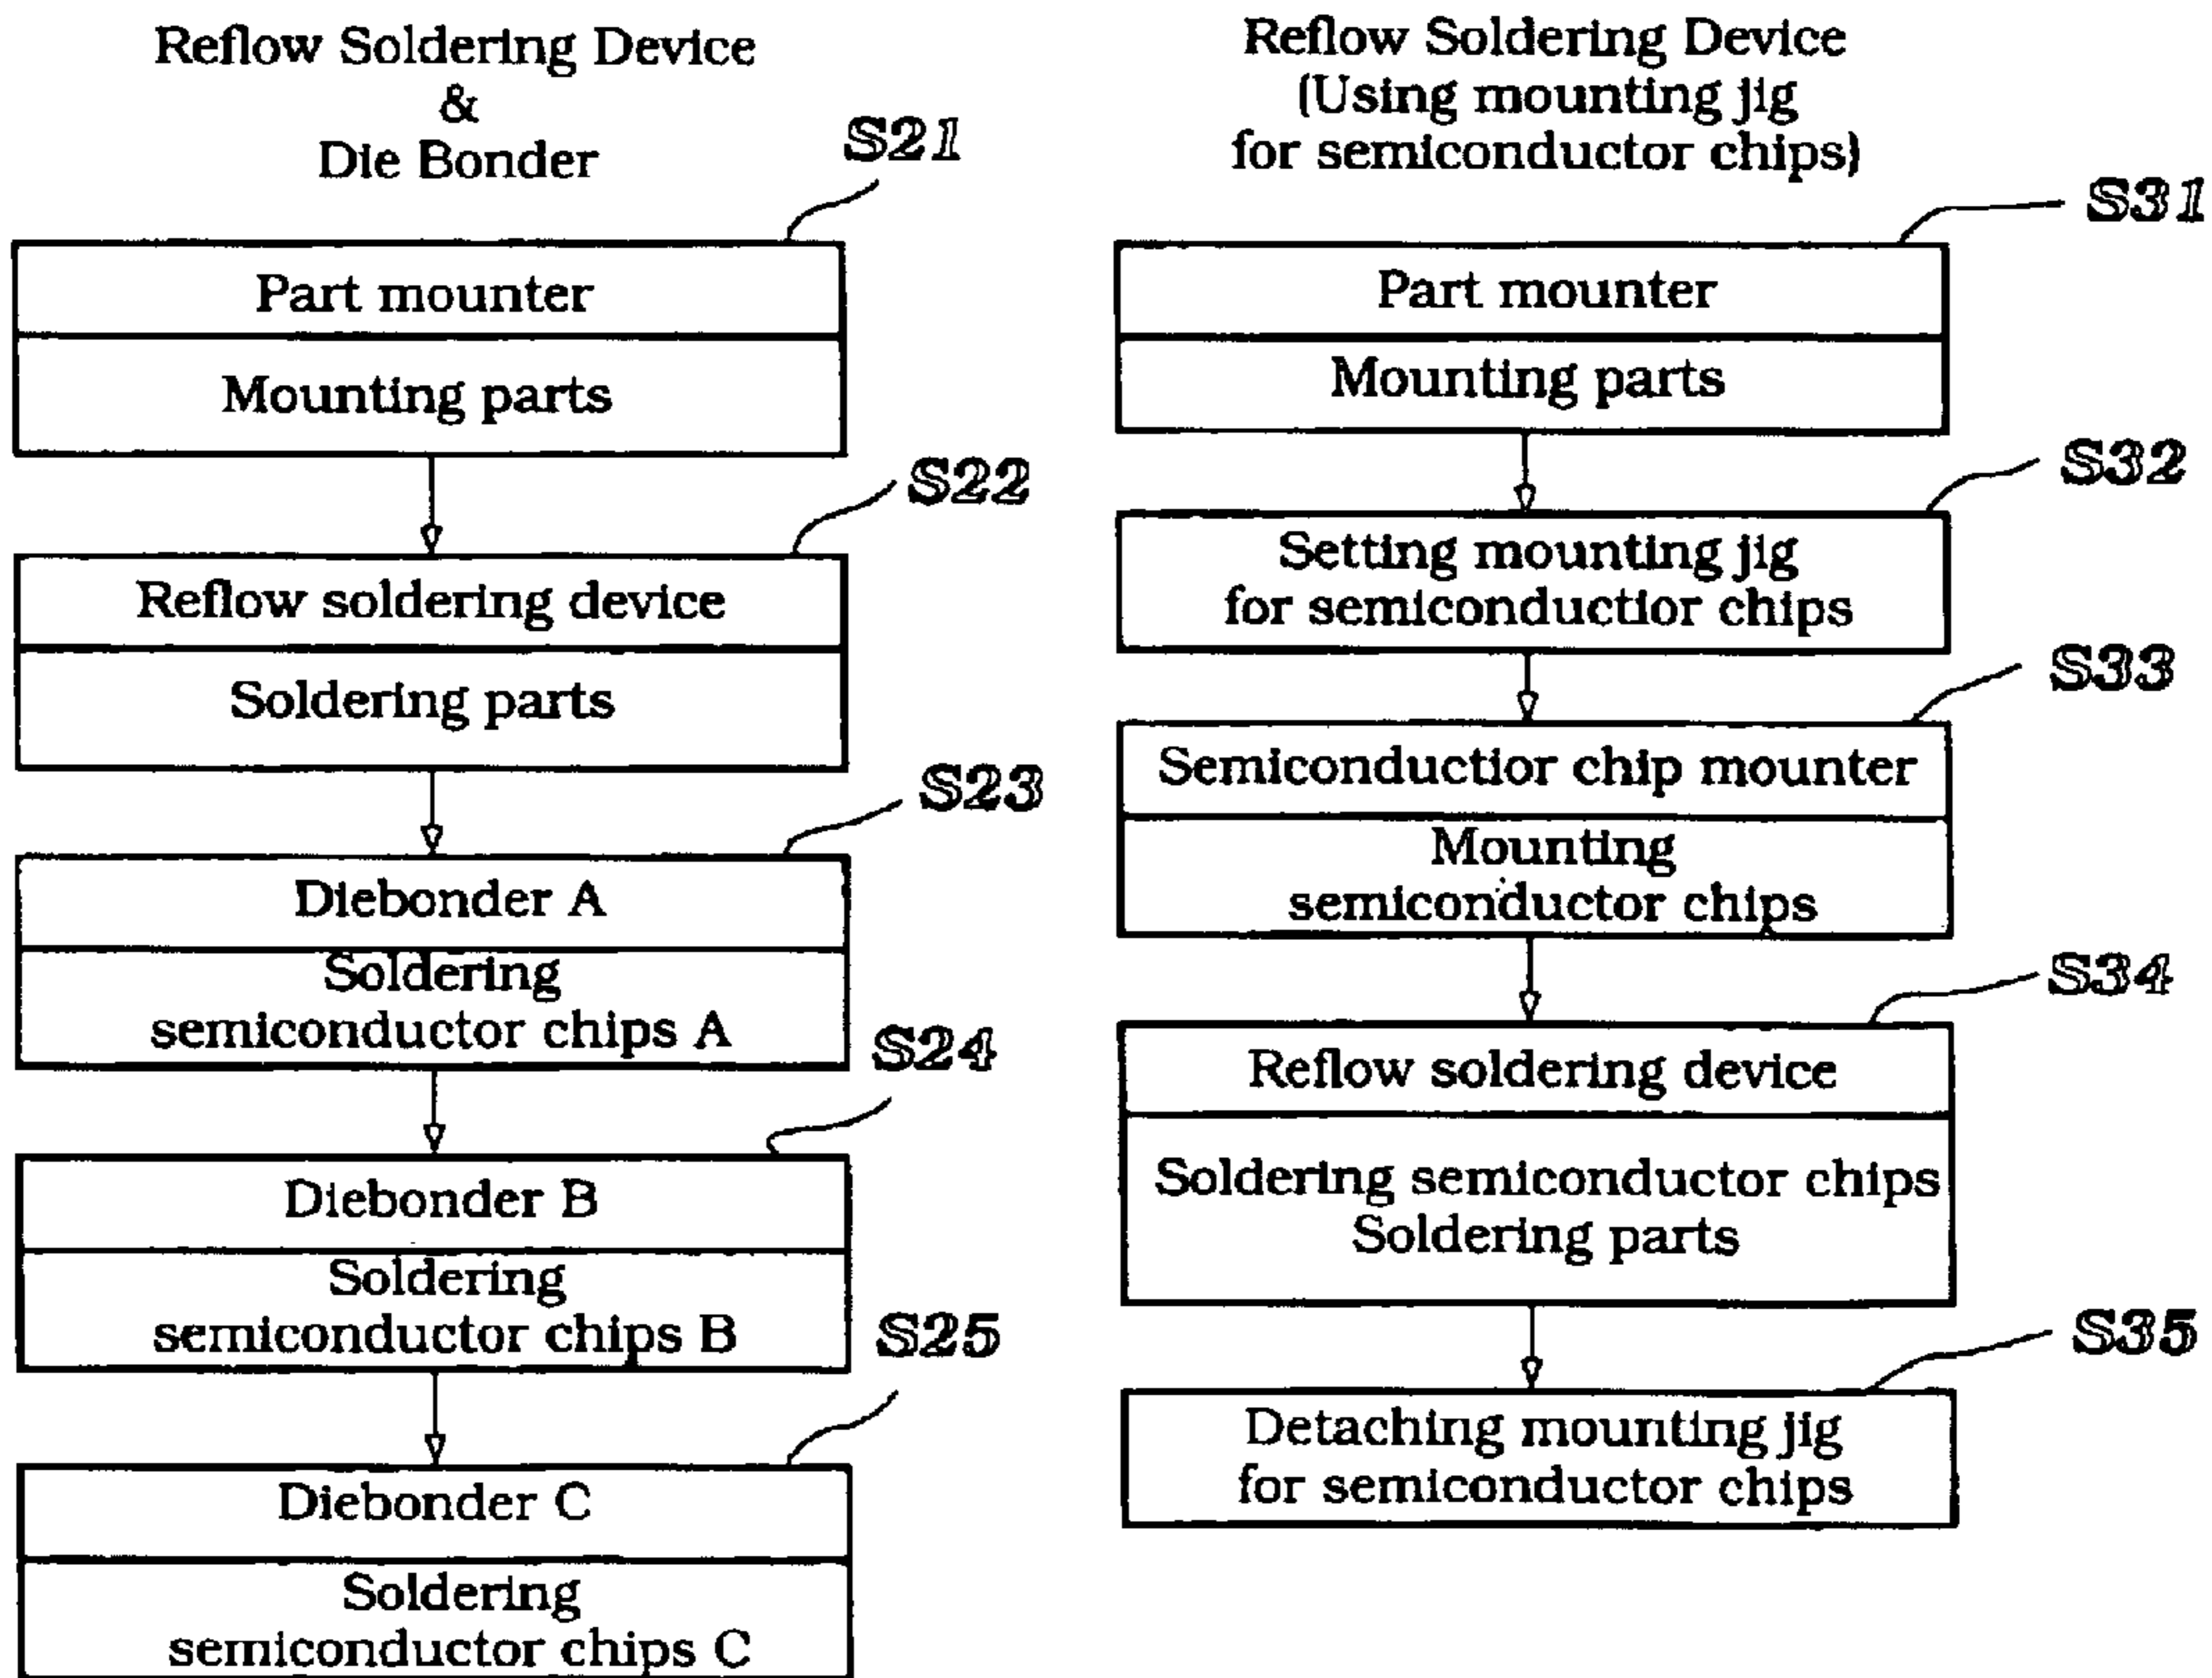 Reflow Soldering Device
&
Die Bonder
S21
Part mounter
Mounting parts
S22
Reflow soldering device
Soldering parts
S23
Diebonder A
Soldering
semiconductor chips A
S24
Diebonder B
Soldering
semiconductor chips B
S25
Diebonder C
Soldering
semiconductor chips C
Reflow Soldering Device
(Using mounting jig
for semiconductor chips)
S31
Part mounter
Mounting parts
S32
Setting mounting jig
for semiconductior chips
S33
Semiconductior chip mounter
Mounting
semiconductor chips
S34
Reflow soldering device
Soldering semiconductor chips
Soldering parts
S35
Detaching mounting jig
for semiconductor chips